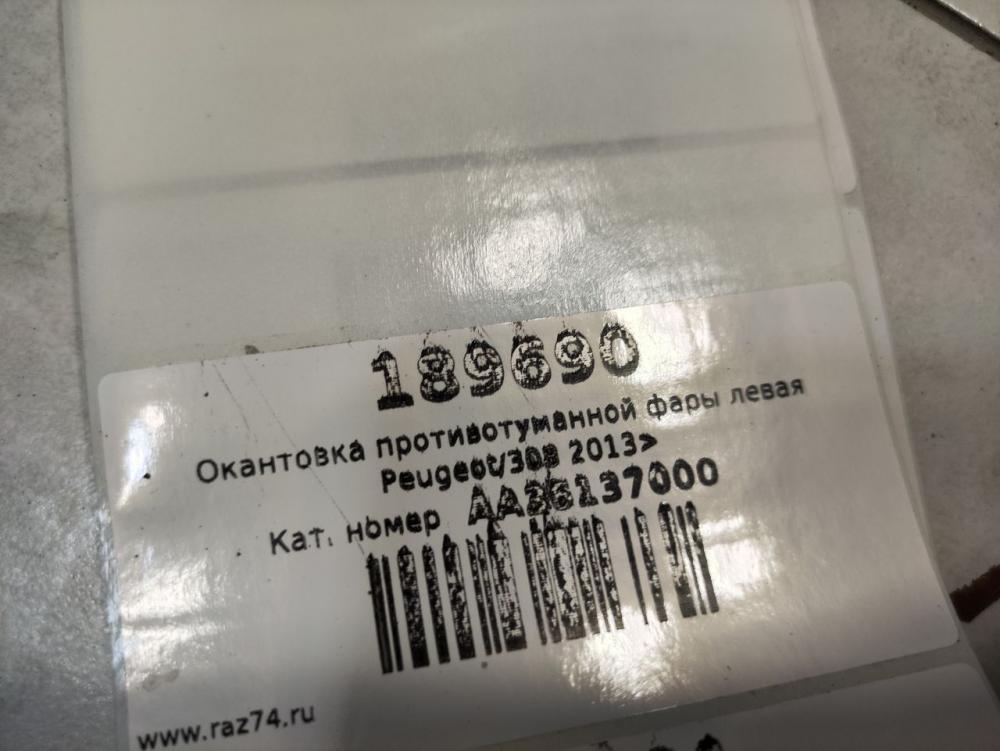 189690
Окантовка противотуманной фары левая
Peugeot/308 2013>
Кат. номер AA36137000
www.raz74.ru